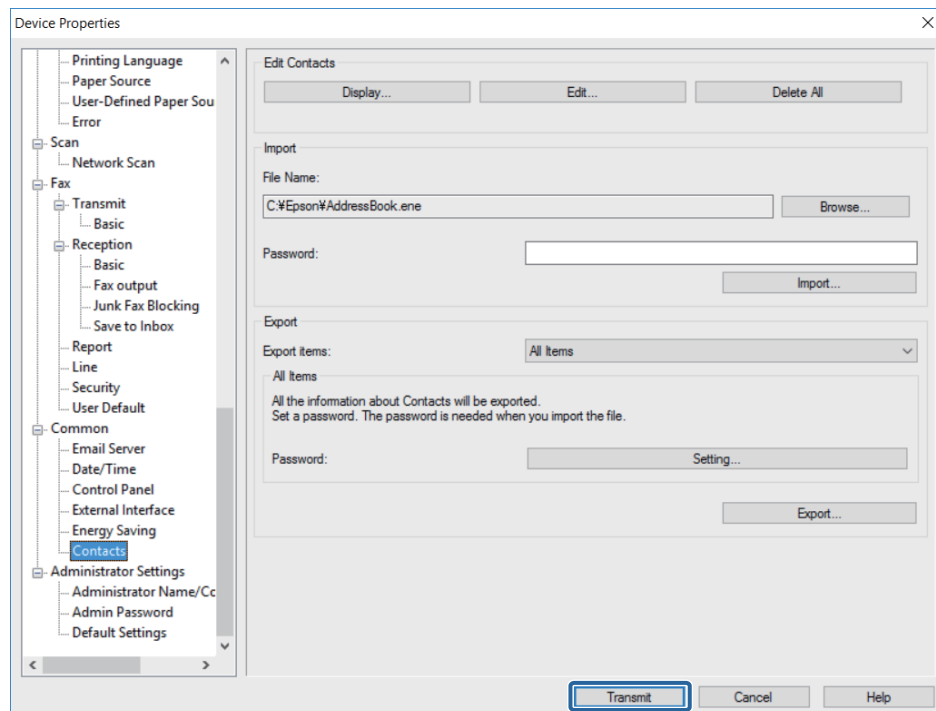 Device Properties
Printing Language
Paper Source
User-Defined Paper Sou
Error
Scan
Network Scan
Fax
Transmit
Basic
Reception
Basic
Fax output
Junk Fax Blocking
Save to Inbox
Report
Line
Security
User Default
Common
Email Server
Date/Time
Control Panel
External Interface
Energy Saving
Contacts
Administrator Settings
Administrator Name/Cc
Admin Password
Default Settings
Edit Contacts
Display... Edit... Delete All
Import
File Name:
C:¥Epson¥AddressBook.ene Browse...
Password:
Import...
Export
Export items: All Items
All Items
All the information about Contacts will be exported.
Set a password. The password is needed when you import the file.
Password: Setting...
Export...
Transmit Cancel Help